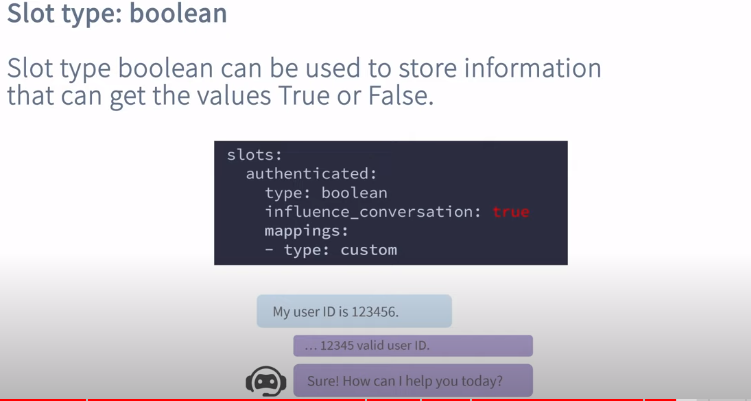 Slot type: boolean
Slot type boolean can be used to store information
that can get the values True or False.
slots:
authenticated:
type: boolean
influence_conversation: true
mappings:
- type: custom
My user ID is 123456.
... 12345 valid user ID.
Sure! How can I help you today?